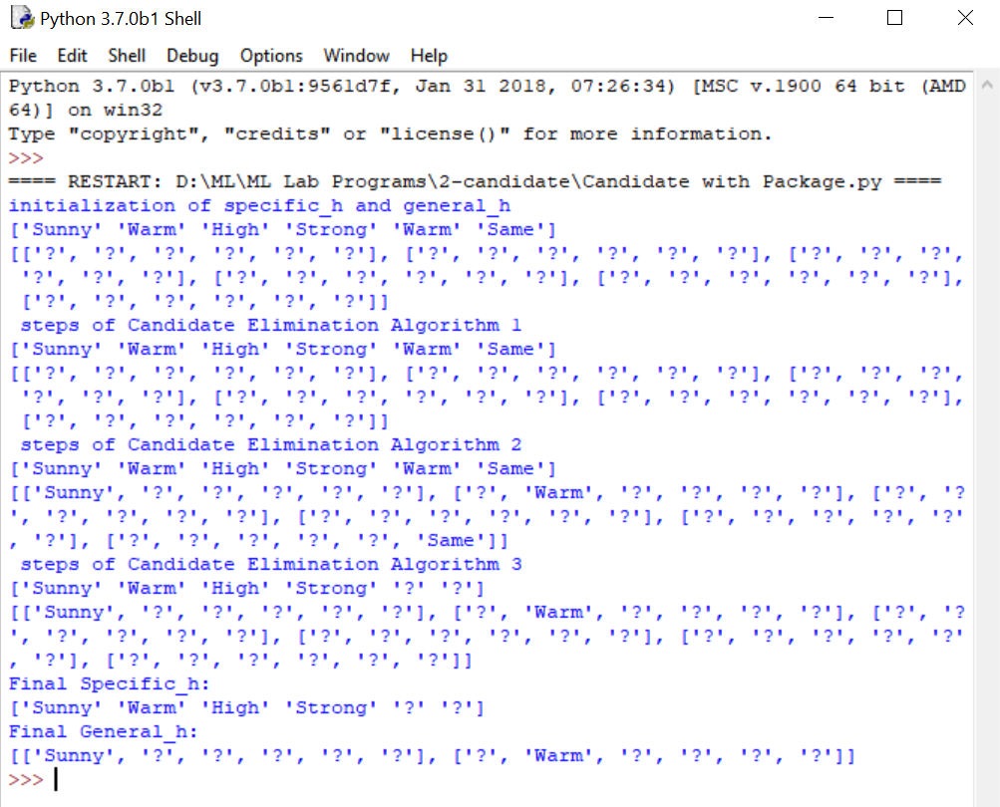 Python 3.7.0b1 Shell
File Edit Shell Debug Options Window Help
Python 3.7.0b1 (v3.7.0b1:9561d7f, Jan 31 2018, 07:26:34) [MSC v.1900 64 bit (AMD
64)] on win32
Type "copyright", "credits" or "license()" for more information.
>>>
==== RESTART: D:\ML\ML Lab Programs\2-candidate\Candidate with Package.py ====
initialization of specific_h and general_h
['Sunny' 'Warm' 'High' 'Strong' 'Warm' 'Same']
[['?', '?', '?', '?', '?', '?'], ['?', '?', '?', '?', '?', '?'], ['?', '?', '?',
 '?', '?', '?'], ['?', '?', '?', '?', '?', '?'], ['?', '?', '?', '?', '?', '?'],
 ['?', '?', '?', '?', '?', '?']]
 steps of Candidate Elimination Algorithm 1
['Sunny' 'Warm' 'High' 'Strong' 'Warm' 'Same']
[['?', '?', '?', '?', '?', '?'], ['?', '?', '?', '?', '?', '?'], ['?', '?', '?',
 '?', '?', '?'], ['?', '?', '?', '?', '?', '?'], ['?', '?', '?', '?', '?', '?'],
 ['?', '?', '?', '?', '?', '?']]
 steps of Candidate Elimination Algorithm 2
['Sunny' 'Warm' 'High' 'Strong' 'Warm' 'Same']
[['Sunny', '?', '?', '?', '?', '?'], ['?', 'Warm', '?', '?', '?', '?'], ['?', '?
', '?', '?', '?', '?'], ['?', '?', '?', '?', '?', '?'], ['?', '?', '?', '?', '?'
, '?'], ['?', '?', '?', '?', '?', 'Same']]
 steps of Candidate Elimination Algorithm 3
['Sunny' 'Warm' 'High' 'Strong' '?' '?']
[['Sunny', '?', '?', '?', '?', '?'], ['?', 'Warm', '?', '?', '?', '?'], ['?', '?
', '?', '?', '?', '?'], ['?', '?', '?', '?', '?', '?'], ['?', '?', '?', '?', '?'
, '?'], ['?', '?', '?', '?', '?', '?']]
Final Specific_h:
['Sunny' 'Warm' 'High' 'Strong' '?' '?']
Final General_h:
[['Sunny', '?', '?', '?', '?', '?'], ['?', 'Warm', '?', '?', '?', '?']]
>>>